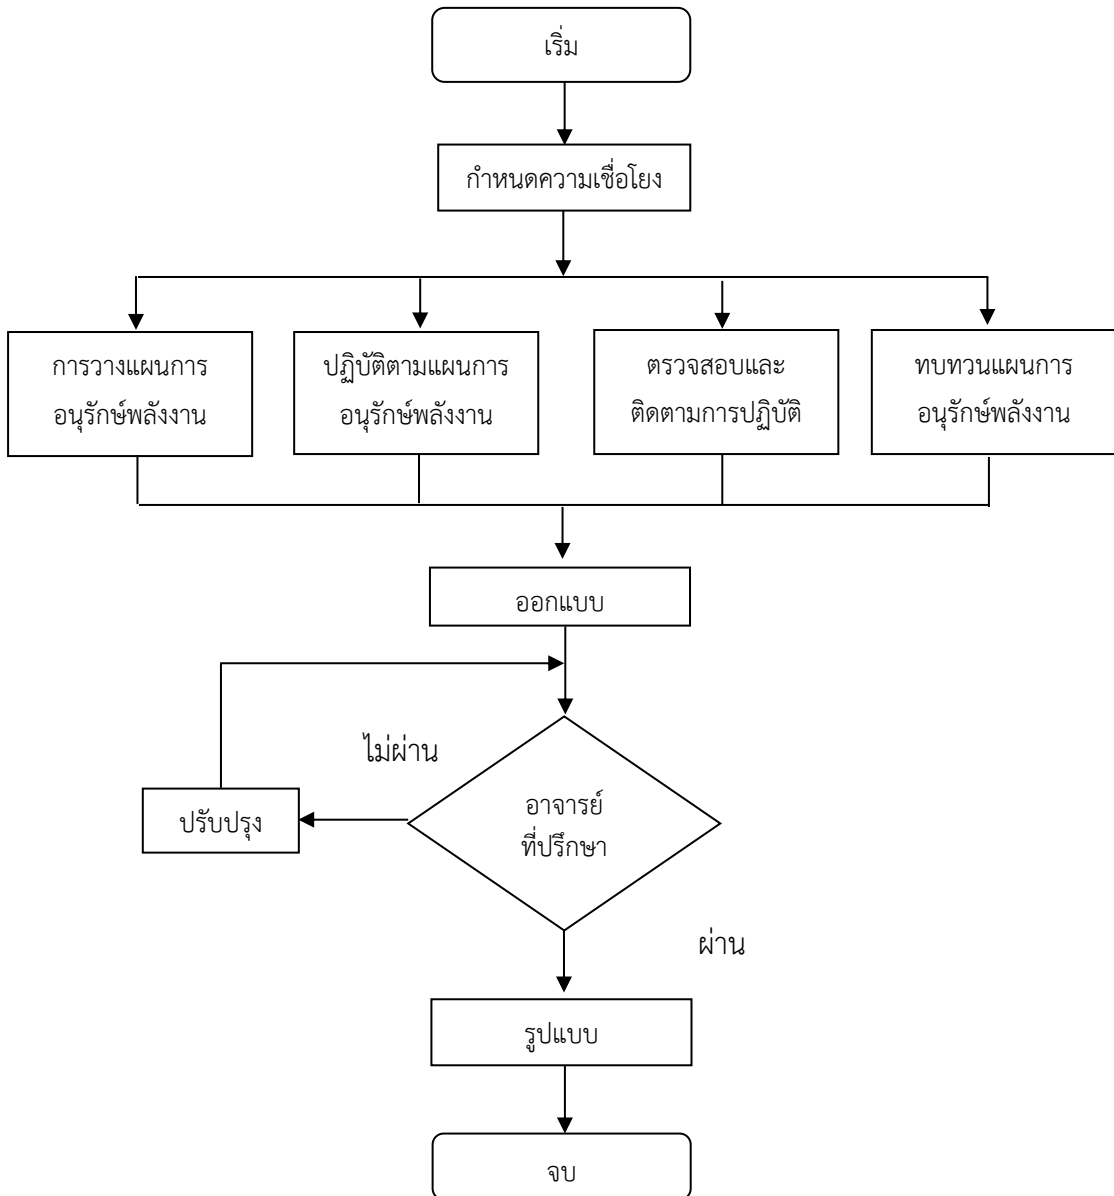 เริ่ม
กำหนดความเชื่อโยง
การวางแผนการ
อนุรักษ์พลังงาน
ปฏิบัติตามแผนการ
อนุรักษ์พลังงาน
ตรวจสอบและ
ติดตามการปฏิบัติ
ทบทวนแผนการ
อนุรักษ์พลังงาน
ออกแบบ
ไม่ผ่าน
ปรับปรุง
อาจารย์
ที่ปรึกษา
ผ่าน
รูปแบบ
จบ